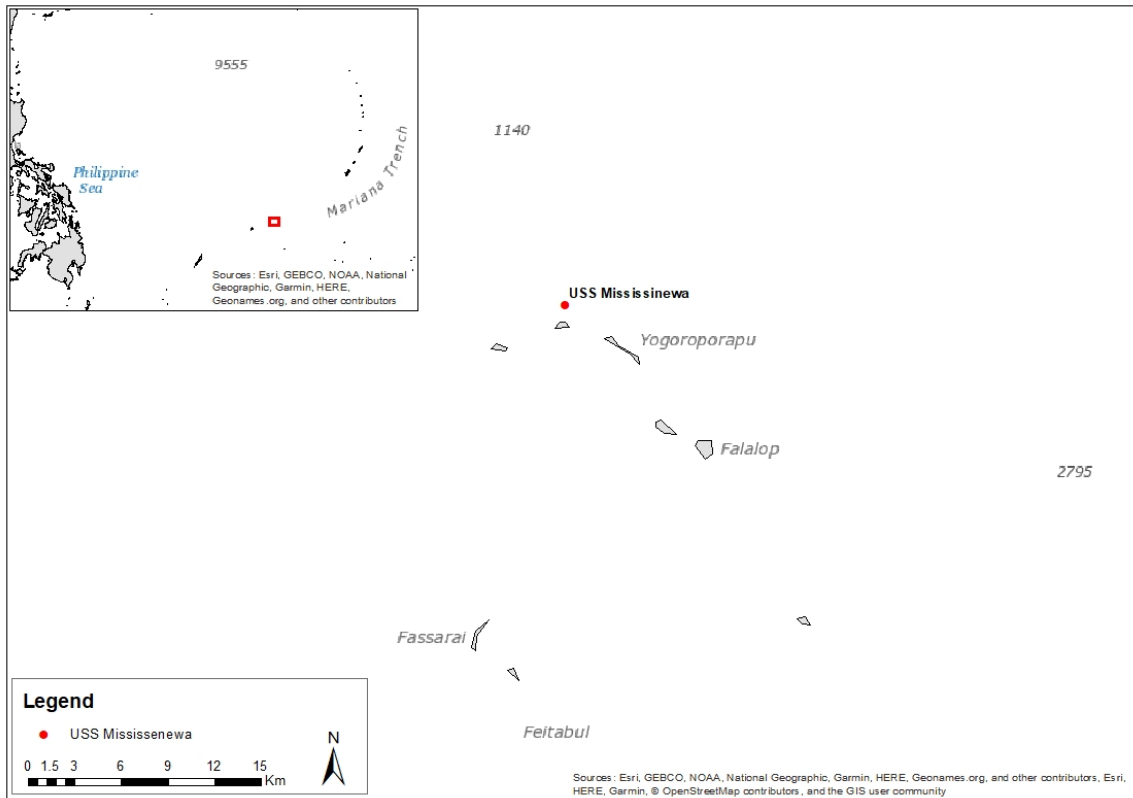 9555
Philippine
Sea
Mariana Trench
Sources: Esri, GEBCO, NOAA, National
Geographic, Garmin, HERE,
Geonames.org, and other contributors
1140
USS Mississinewa
Yogoroporapu
Falalop
2795
Fassarai
Feitabul
Legend
USS Mississenewa
N
0 1.5 3 6 9 12 15
Km
Sources: Esri, GEBCO, NOAA, National Geographic, Garmin, HERE, Geonames.org, and other contributors, Esri,
HERE, Garmin, © OpenStreetMap contributors, and the GIS user community